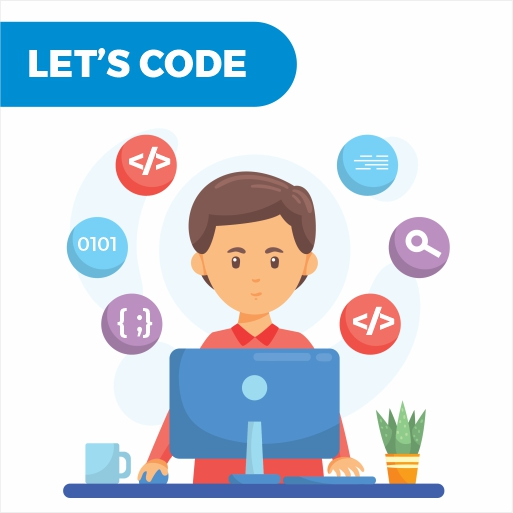 LET'S CODE
</>
0101
{;}
</>